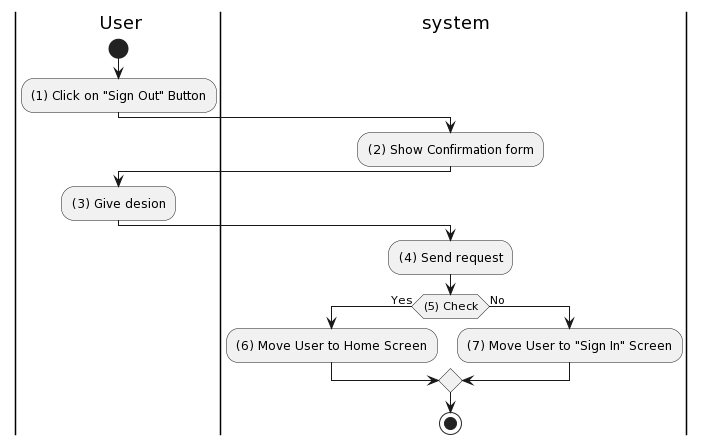 User
system
(1) Click on "Sign Out" Button
(2) Show Confirmation form
(3) Give desion
(4) Send request
Yes
(5) Check
No
(6) Move User to Home Screen
(7) Move User to "Sign In" Screen